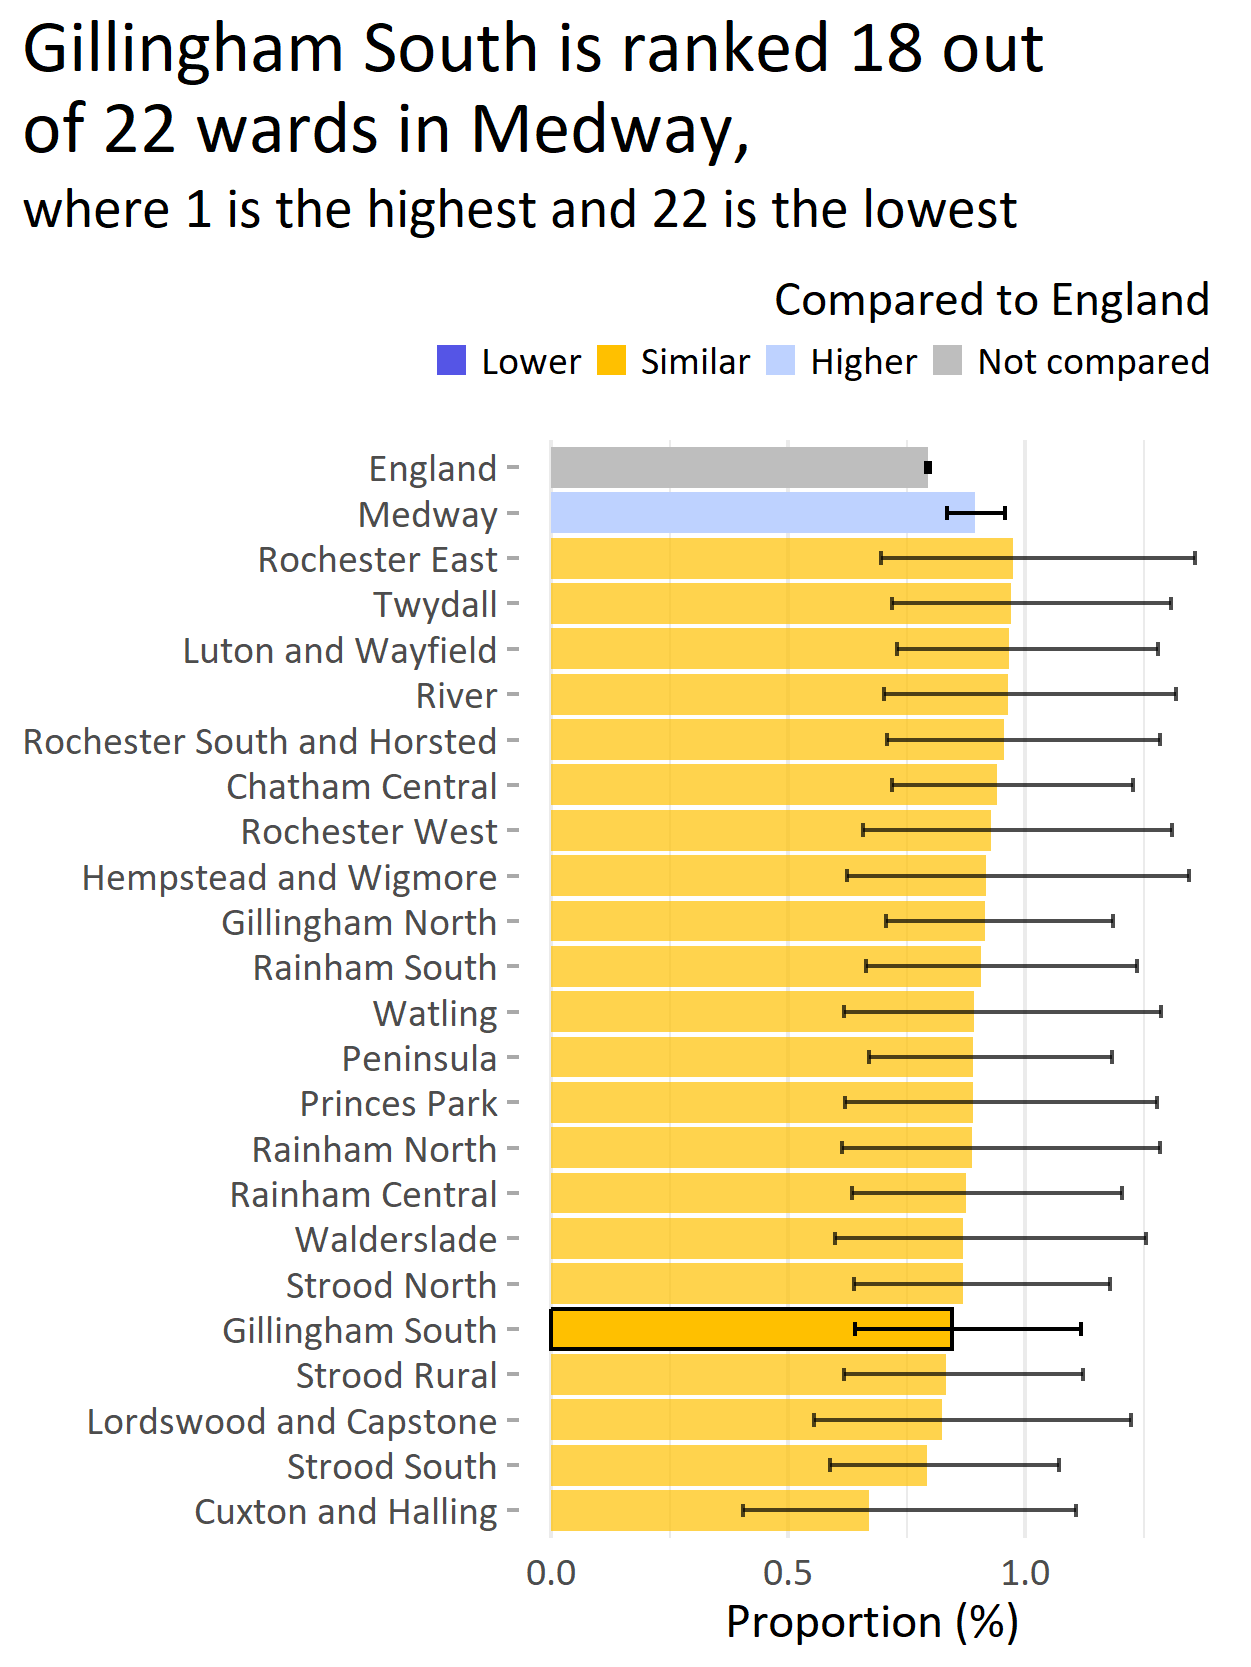 Gillingham South is ranked 18 out
of 22 wards in Medway,
where 1 is the highest and 22 is the lowest
Compared to England
Lower Similar Higher Not compared
England
Medway
Rochester East
Twydall
Luton and Wayfield
River
Rochester South and Horsted
Chatham Central
Rochester West
Hempstead and Wigmore
Gillingham North
Rainham South
Watling
Peninsula
Princes Park
Rainham North
Rainham Central
Walderslade
Strood North
Gillingham South
Strood Rural
Lordswood and Capstone
Strood South
Cuxton and Halling
0.0 0.5 1.0
Proportion (%)